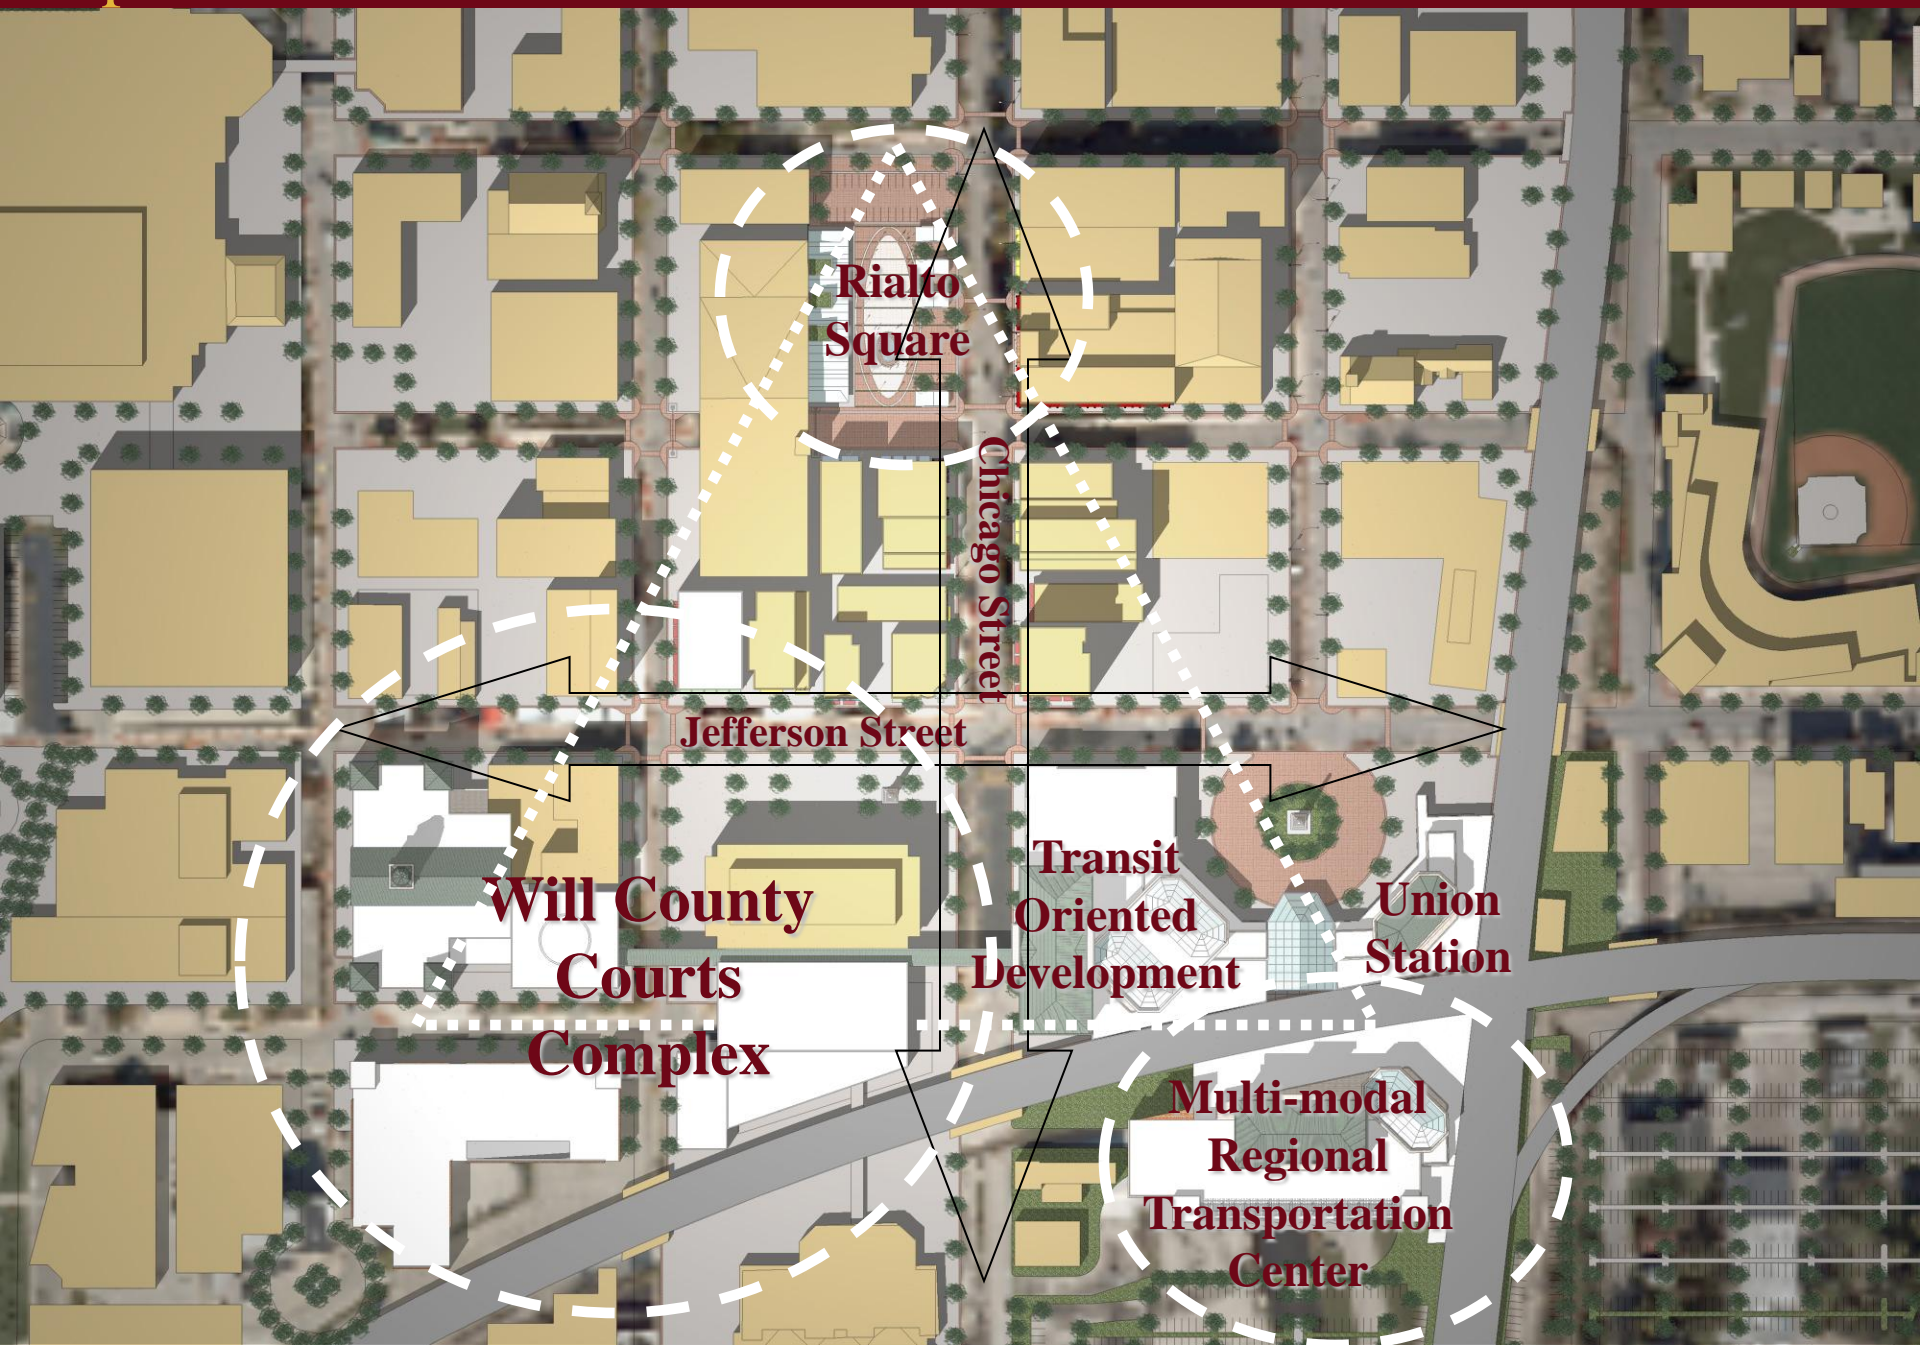 Rialto
Square
Chicago Street
Jefferson Street
Will County
Courts
Complex
Transit
Oriented
Development
Union
Station
Multi-modal
Regional
Transportation
Center